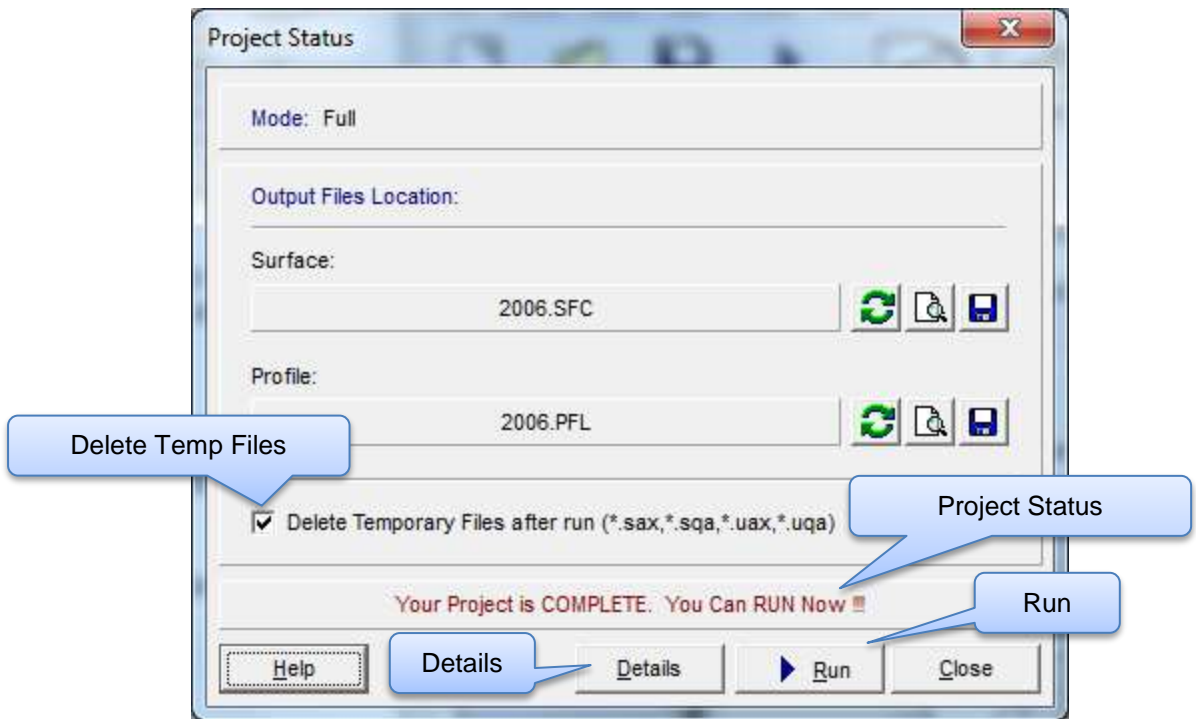 Project Status
Mode: Full
Output Files Location:
Surface:
2006.SFC
Profile:
2006.PFL
Delete Temp Files
Delete Temporary Files after run (*.sax,*.sqa,*.uax,*.uqa)
Project Status
Your Project is COMPLETE. You Can RUN Now !!!
Run
Help
Details
Details
Run
Close